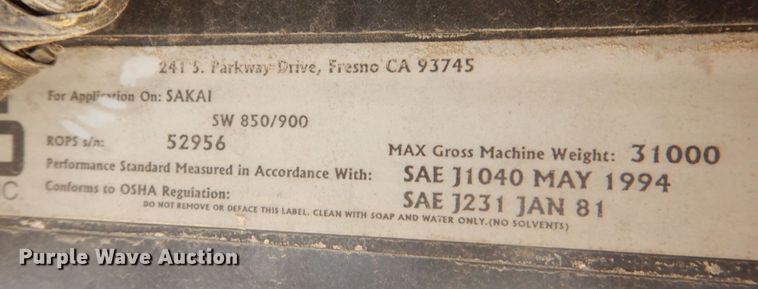 241 S. Parkway Drive, Fresno CA 93745
For Application On: SAKAI
SW 850/900
ROPS s/n: 52956
MAX Gross Machine Weight: 31000
Performance Standard Measured in Accordance With: SAE J1040 MAY 1994
Conforms to OSHA Regulation: SAE J231 JAN 81
DO NOT REMOVE OR DEFACE THIS LABEL. CLEAN WITH SOAP AND WATER ONLY.(NO SOLVENTS)
C
Purple Wave Auction